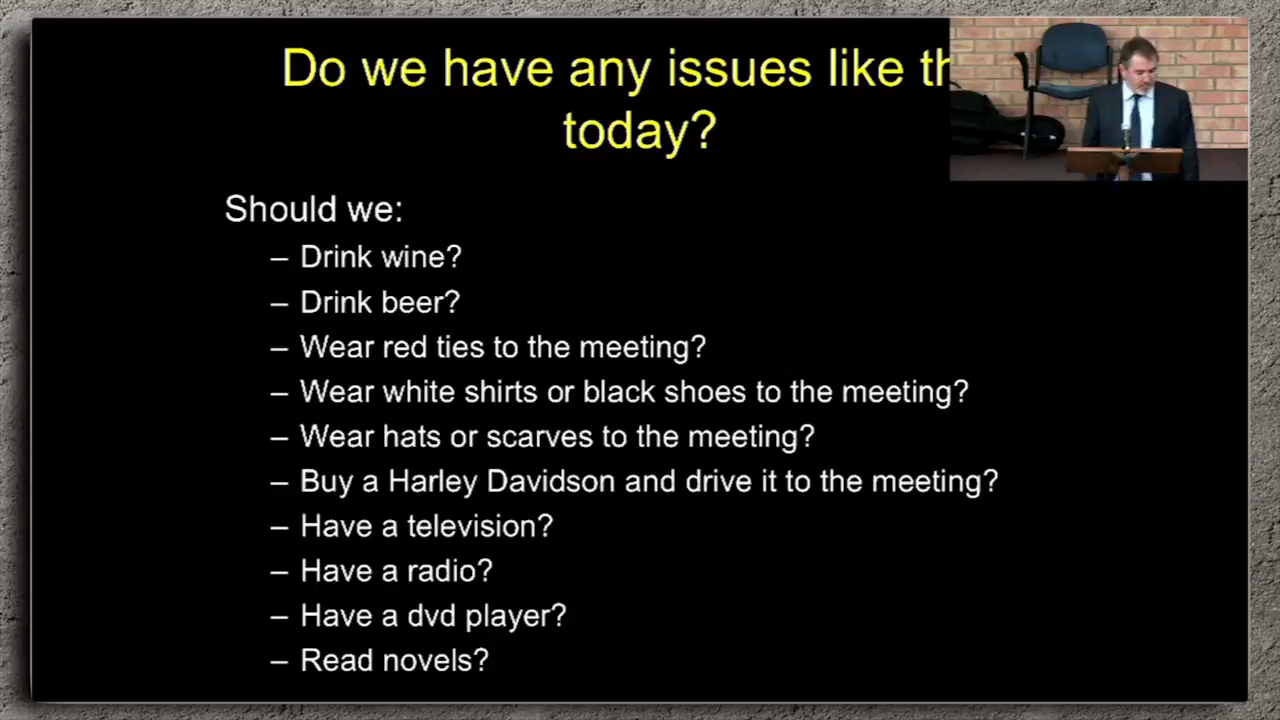 Do we have any issues like th
today?
Should we:
– Drink wine?
– Drink beer?
– Wear red ties to the meeting?
– Wear white shirts or black shoes to the meeting?
– Wear hats or scarves to the meeting?
– Buy a Harley Davidson and drive it to the meeting?
– Have a television?
– Have a radio?
– Have a dvd player?
– Read novels?